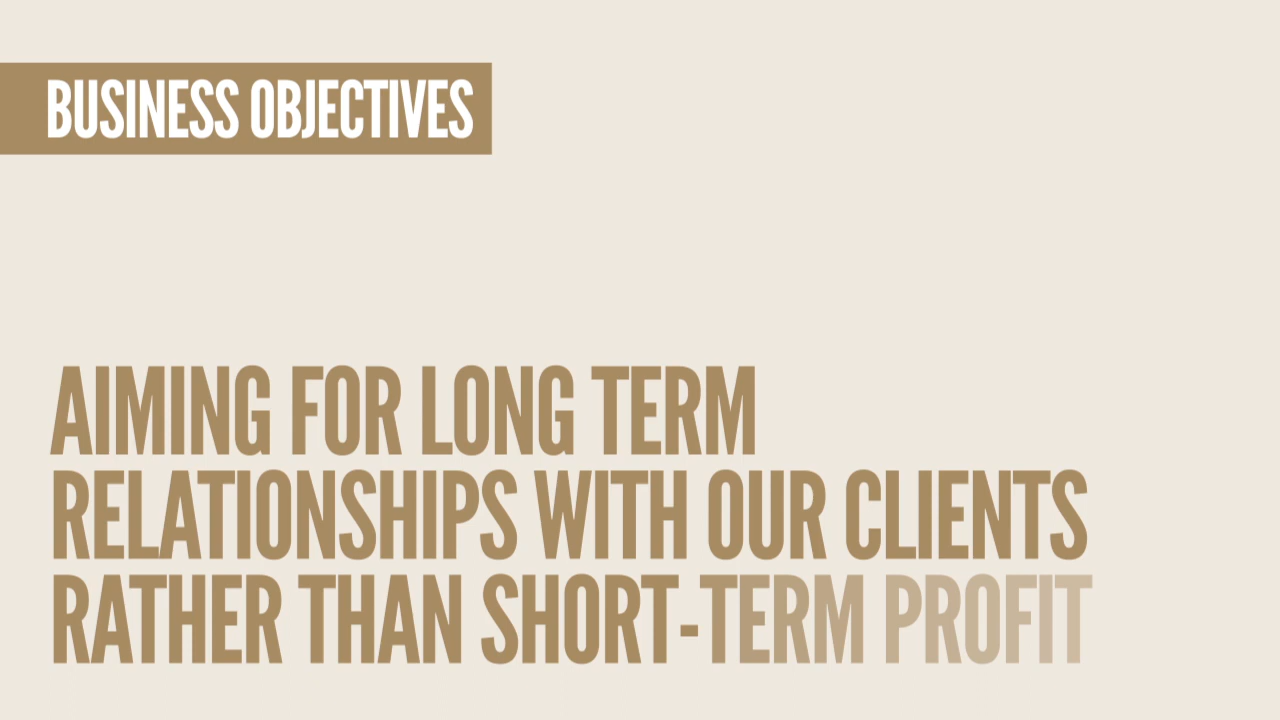 BUSINESS OBJECTIVES
AIMING FOR LONG TERM
RELATIONSHIPS WITH OUR CLIENTS
RATHER THAN SHORT-TERM PROFIT